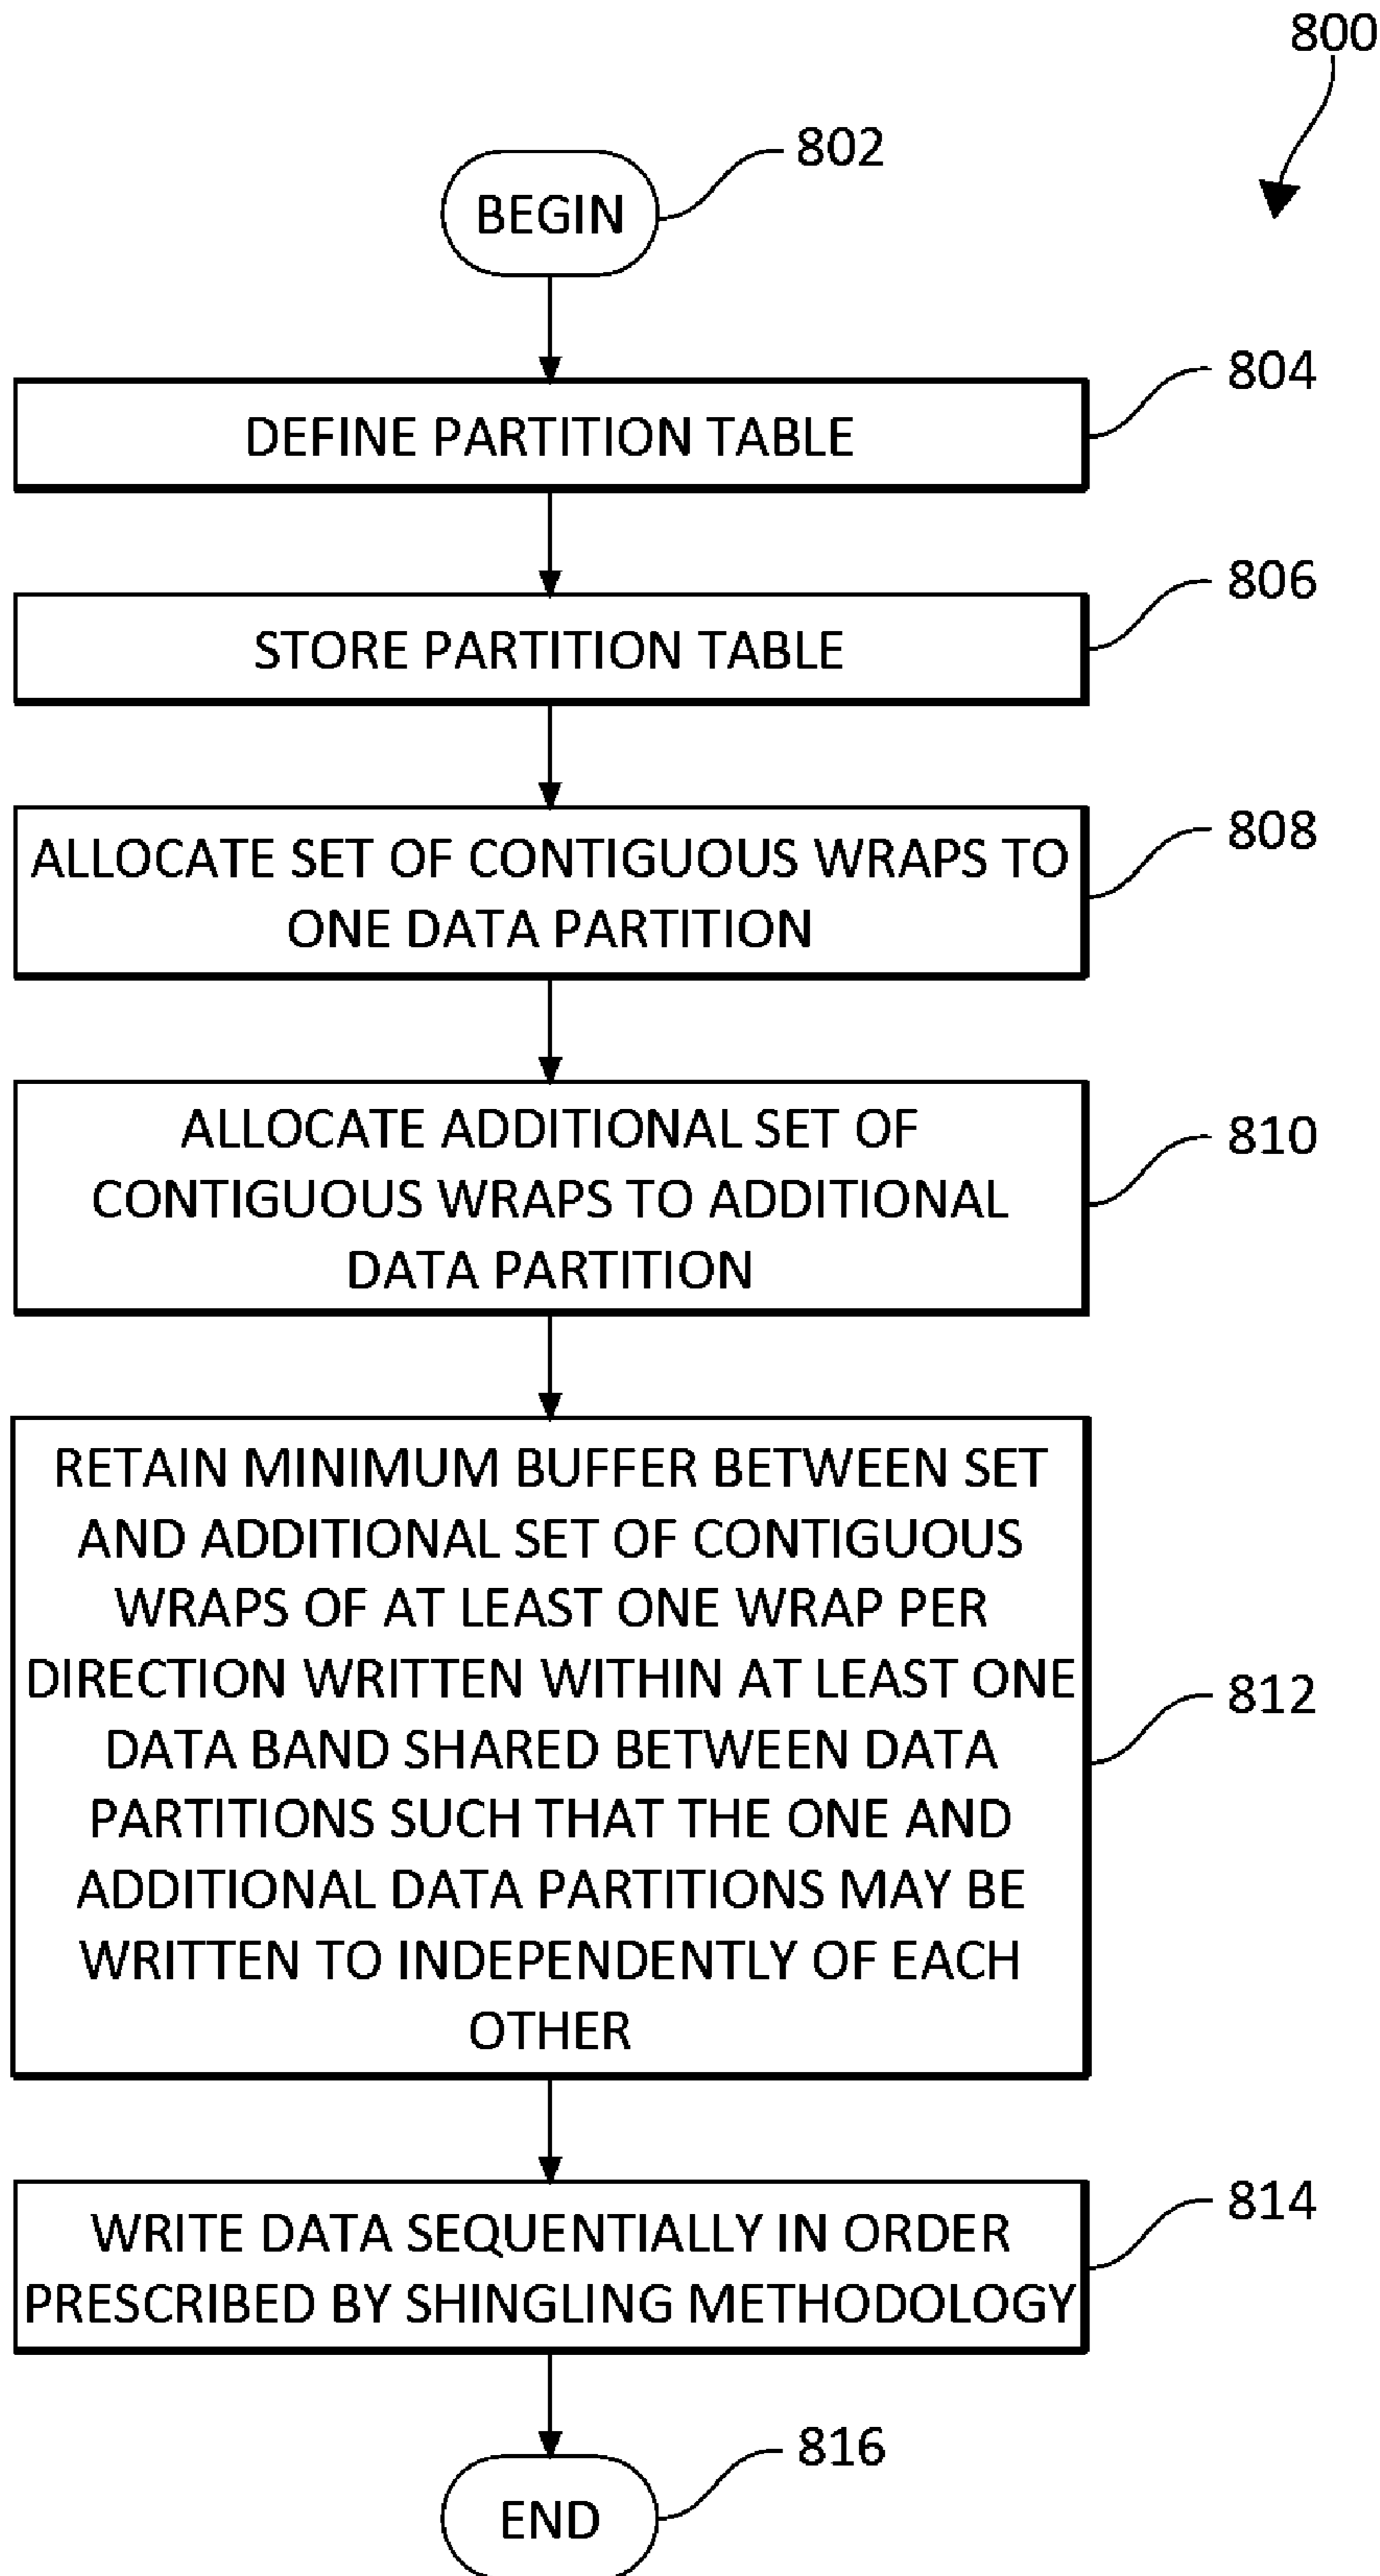 800
802
BEGIN
804
DEFINE PARTITION TABLE
806
STORE PARTITION TABLE
808
ALLOCATE SET OF CONTIGUOUS WRAPS TO
ONE DATA PARTITION
810
ALLOCATE ADDITIONAL SET OF
CONTIGUOUS WRAPS TO ADDITIONAL
DATA PARTITION
RETAIN MINIMUM BUFFER BETWEEN SET
AND ADDITIONAL SET OF CONTIGUOUS
WRAPS OF AT LEAST ONE WRAP PER
DIRECTION WRITTEN WITHIN AT LEAST ONE
812
DATA BAND SHARED BETWEEN DATA
PARTITIONS SUCH THAT THE ONE AND
ADDITIONAL DATA PARTITIONS MAY BE
WRITTEN TO INDEPENDENTLY OF EACH
OTHER
814
WRITE DATA SEQUENTIALLY IN ORDER
PRESCRIBED BY SHINGLING METHODOLOGY
816
END